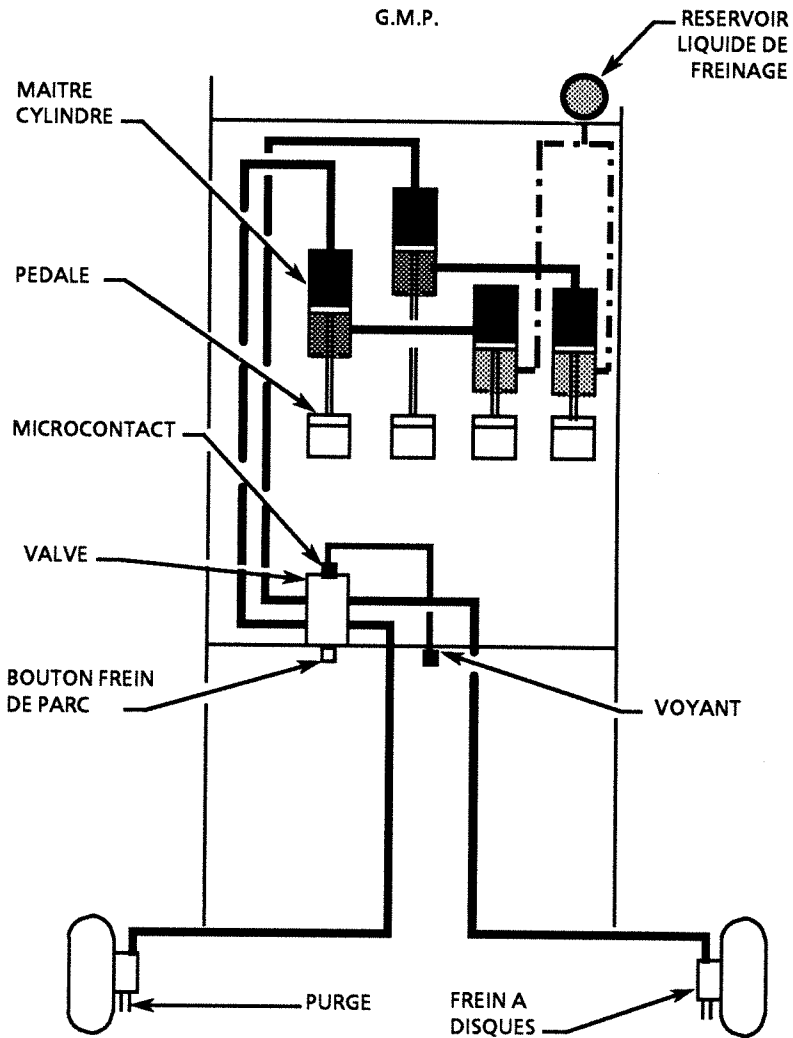 G.M.P.
RESERVOIR
LIQUIDE DE
FREINAGE
MAITRE
CYLINDRE
PEDALE
MICROCONTACT
VALVE
BOUTON FREIN
DE PARC
VOYANT
PURGE
FREIN A
DISQUES